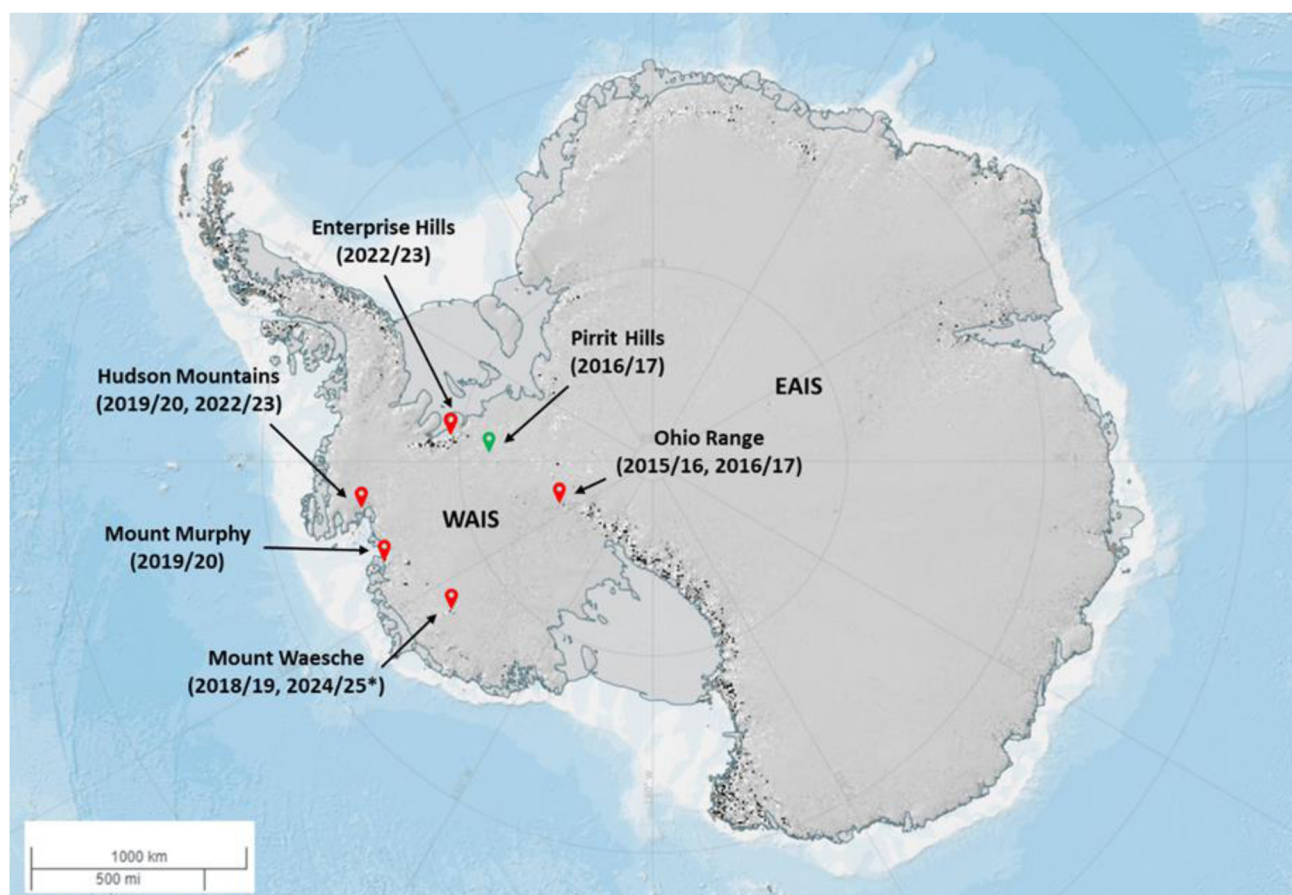 Enterprise Hills
(2022/23)
Pirrit Hills
(2016/17)
Hudson Mountains
(2019/20, 2022/23)
EAIS
Ohio Range
(2015/16, 2016/17)
WAIS
Mount Murphy
(2019/20)
Mount Waesche
(2018/19, 2024/25*)
1000 km
500 mi